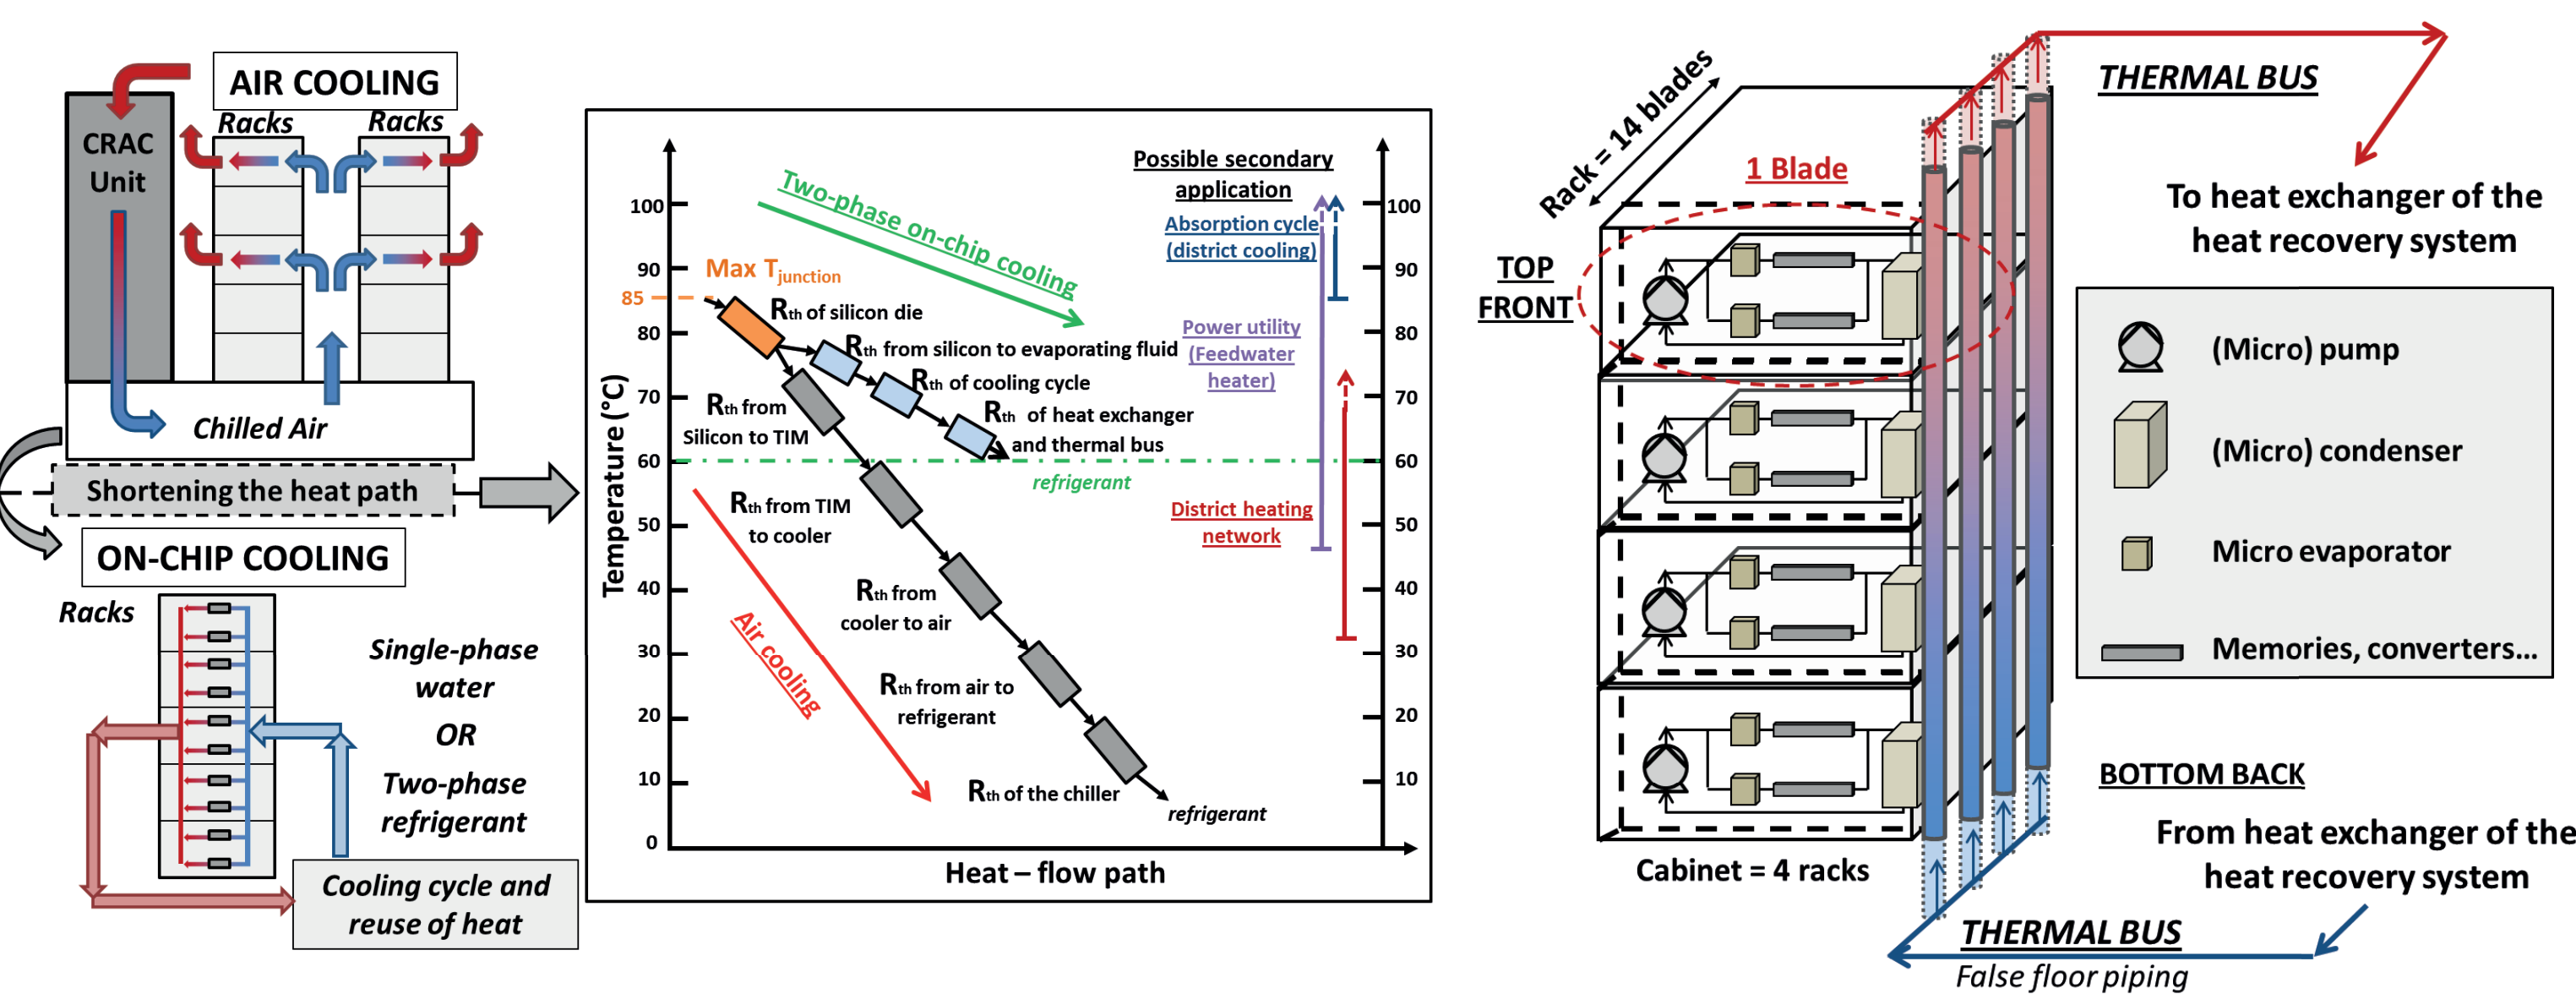 AIR COOLING
Racks
Racks
CRAC
Unit
Chilled Air
Shortening the heat path
ON-CHIP COOLING
Racks
Single-phase
water
OR
Two-phase
refrigerant
Cooling cycle and
reuse of heat
Temperature (°C)
100
90
85
80
70
60
50
40
30
20
10
0
Heat – flow path
Two-phase on-chip cooling
Max Tjunction
Rth of silicon die
Rth from silicon to evaporating fluid
Rth of cooling cycle
Rth of heat exchanger
and thermal bus
Rth from
Silicon to TIM
refrigerant
Rth from TIM
to cooler
Rth from
cooler to air
Air cooling
Rth from air to
refrigerant
Rth of the chiller
refrigerant
Possible secondary
application
Absorption cycle
(district cooling)
Power utility
(Feedwater
heater)
District heating
network
100
90
80
70
60
50
40
30
20
10
Rack = 14 blades
1 Blade
TOP
FRONT
Cabinet = 4 racks
THERMAL BUS
To heat exchanger of the
heat recovery system
(Micro) pump
(Micro) condenser
Micro evaporator
Memories, converters...
BOTTOM BACK
From heat exchanger of the
heat recovery system
THERMAL BUS
False floor piping